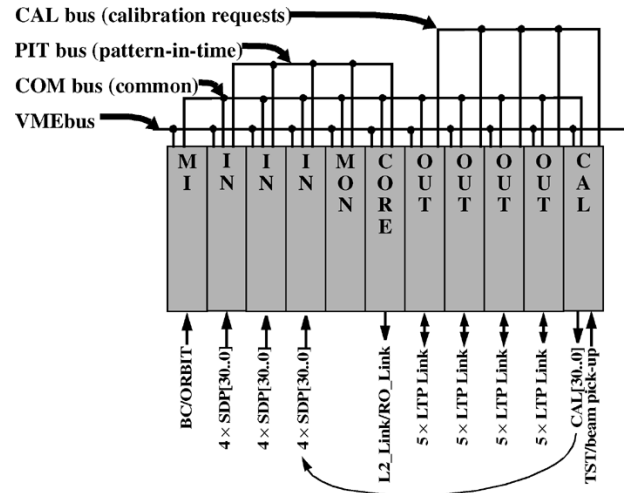 CAL bus (calibration requests)
PIT bus (pattern-in-time)
COM bus (common)
VMEbus
MI
IN
IN
IN
MON
CORE
OUT
OUT
OUT
OUT
CAL
BC/ORBIT
4 × SDP[30..0]
4 × SDP[30..0]
4 × SDP[30..0]
L2_Link/RO_Link
5 × LTP Link
5 × LTP Link
5 × LTP Link
5 × LTP Link
CAL[30..0]
TST/beam pick-up